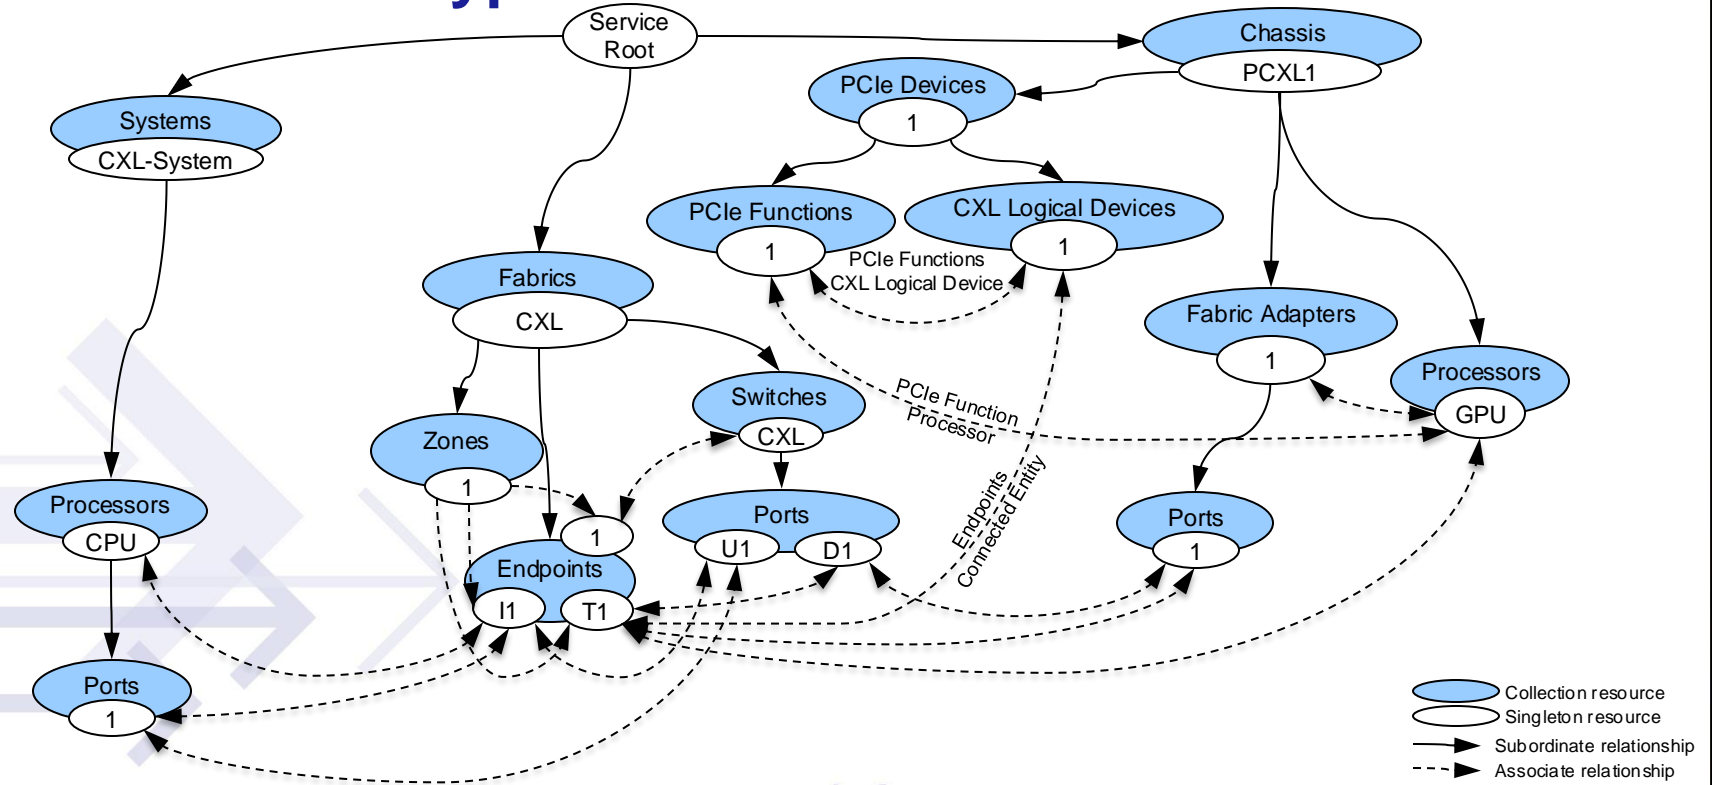 Service
Root
Chassis
PCXL1
PCIe Devices
1
Systems
CXL-System
PCIe Functions
1
CXL Logical Devices
1
PCIe Functions
CXL Logical Device
Fabrics
CXL
Fabric Adapters
1
Processors
GPU
Switches
CXL
PCIe Function
Processor
Zones
1
Endpoints
Connected Entity
Processors
CPU
Ports
U1
D1
Ports
1
1
Endpoints
I1
T1
Ports
1
Collection resource
Singleton resource
Subordinate relationship
Associate relationship